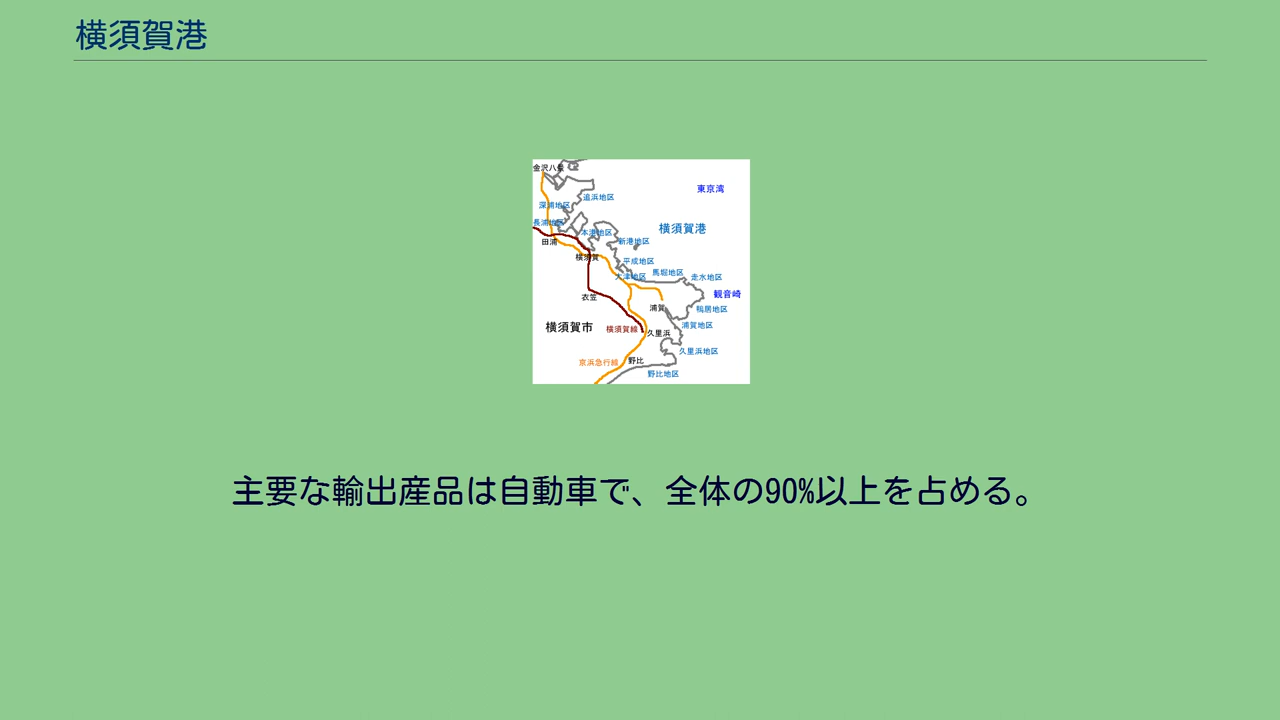 横須賀港
金沢八景
東京湾
追浜地区
深浦地区
長浦地区
横須賀港
本港地区
田浦
新港地区
横須賀
平成地区
馬堀地区
大津地区
走水地区
観音崎
衣笠
浦賀
鴨居地区
横須賀市
横須賀線
浦賀地区
久里浜
久里浜地区
京浜急行線
野比
野比地区
主要な輸出産品は自動車で、全体の90%以上を占める。